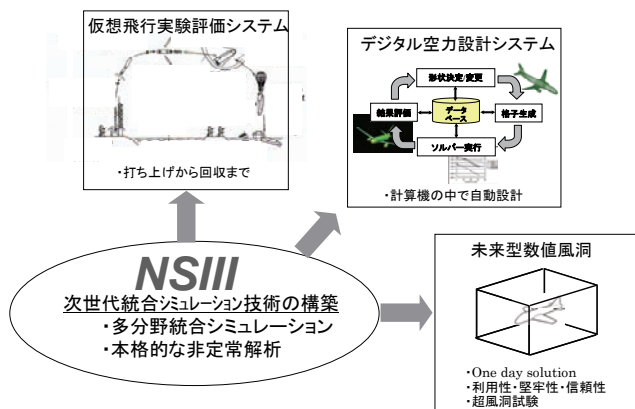 仮想飛行実験評価システム
・打ち上げから回収まで
デジタル空力設計システム
形状決定/変更
結果評価
データ
ベース
格子生成
ソルバー実行
・計算機の中で自動設計
NSIII
次世代統合シミュレーション技術の構築
・多分野統合シミュレーション
・本格的な非定常解析
未来型数値風洞
・One day solution
・利用性・堅牢性・信頼性
・超風洞試験